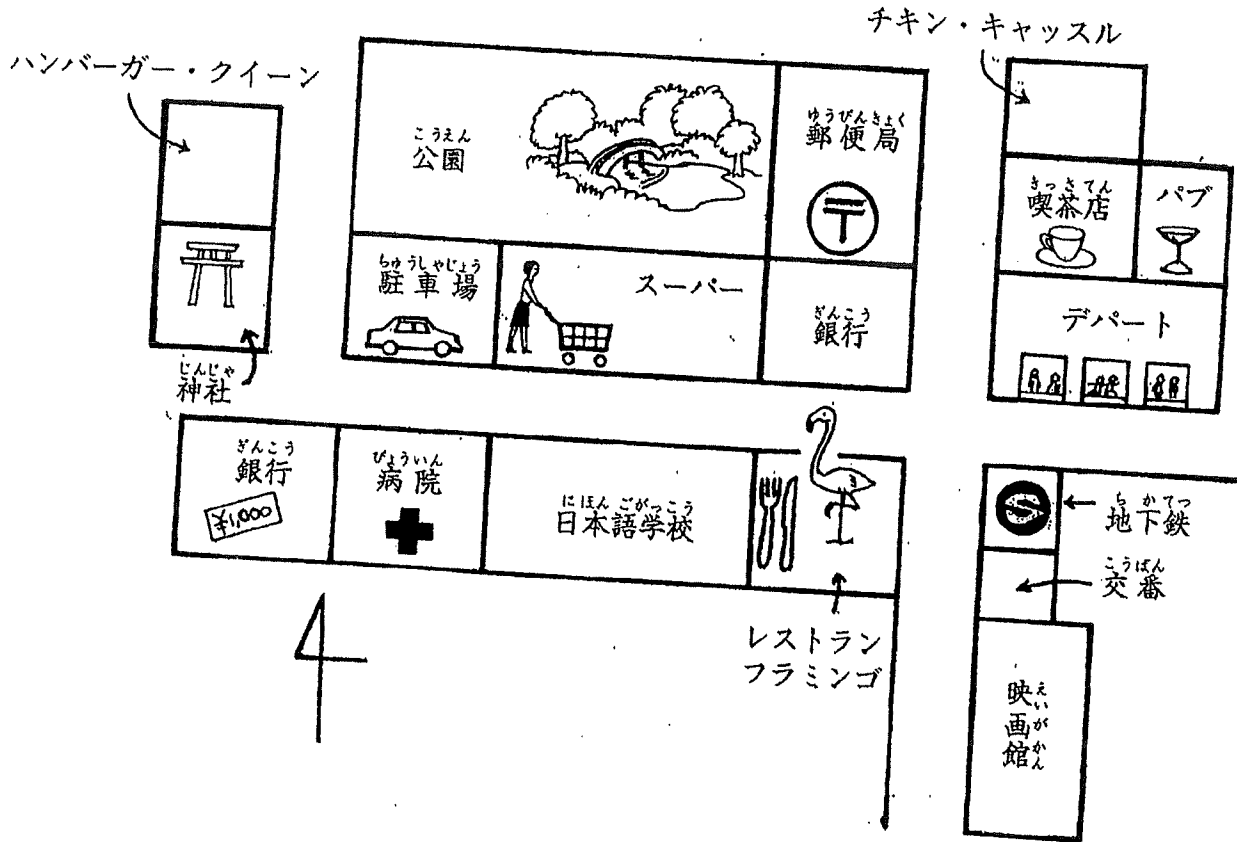 チキン・キャッスル
ハンバーガー・クイーン
こうえん
公園
ゆうびんきょく
郵便局
〒
きっさてん
喫茶店
パブ
ちゅうしゃじょう
駐車場
スーパー
ぎんこう
銀行
デパート
じんじゃ
神社
ぎんこう
銀行
¥1,000
びょういん
病院
にほんごがっこう
日本語学校
ちかてつ
地下鉄
こうばん
交番
レストラン
フラミンゴ
えいがかん
映画館